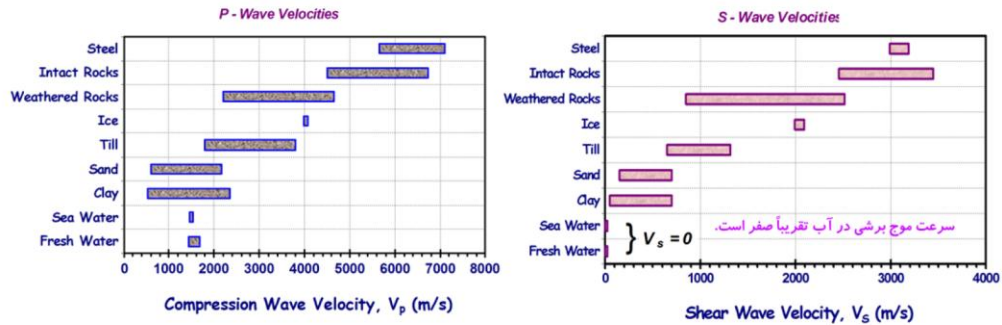 P - Wave Velocities
Steel
Intact Rocks
Weathered Rocks
Ice
Till
Sand
Clay
Sea Water
Fresh Water
0 1000 2000 3000 4000 5000 6000 7000 8000
Compression Wave Velocity, Vp (m/s)
S - Wave Velocities
Steel
Intact Rocks
Weathered Rocks
Ice
Till
Sand
Clay
Sea Water
Fresh Water
} Vs = 0
سرعت موج برشی در آب تقریباً صفر است.
0 1000 2000 3000 4000
Shear Wave Velocity, VS (m/s)